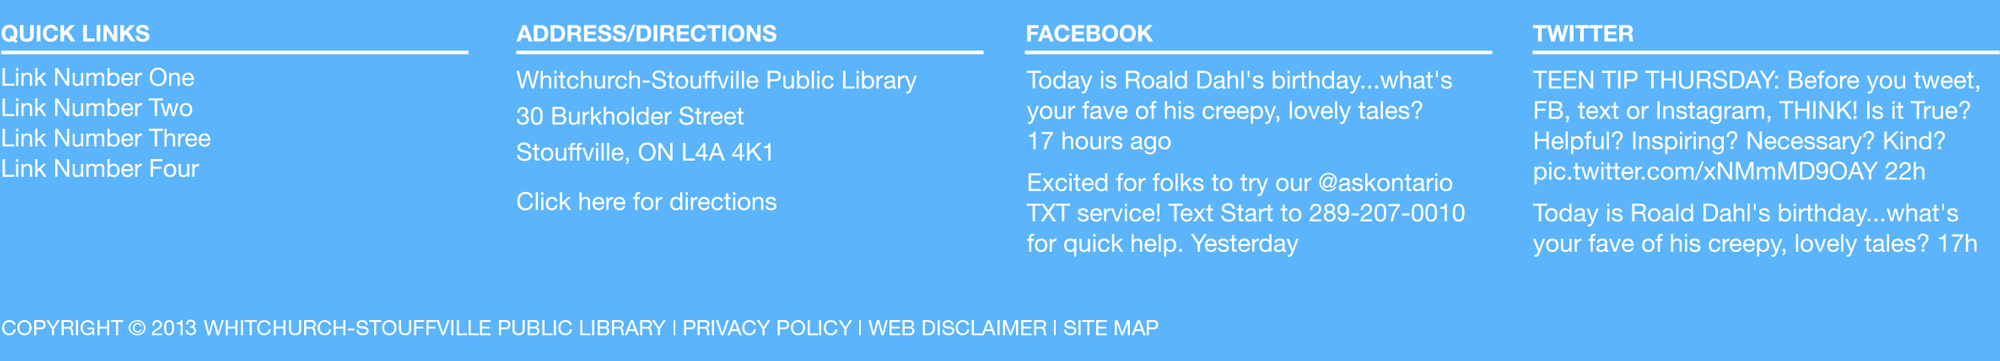 QUICK LINKS
Link Number One
Link Number Two
Link Number Three
Link Number Four
ADDRESS/DIRECTIONS
Whitchurch-Stouffville Public Library
30 Burkholder Street
Stouffville, ON L4A 4K1
Click here for directions
FACEBOOK
Today is Roald Dahl's birthday...what's
your fave of his creepy, lovely tales?
17 hours ago
Excited for folks to try our @askontario
TXT service! Text Start to 289-207-0010
for quick help. Yesterday
TWITTER
TEEN TIP THURSDAY: Before you tweet,
FB, text or Instagram, THINK! Is it True?
Helpful? Inspiring? Necessary? Kind?
pic.twitter.com/xNMmMD9OAY 22h
Today is Roald Dahl's birthday...what's
your fave of his creepy, lovely tales? 17h
COPYRIGHT © 2013 WHITCHURCH-STOUFFVILLE PUBLIC LIBRARY | PRIVACY POLICY | WEB DISCLAIMER | SITE MAP